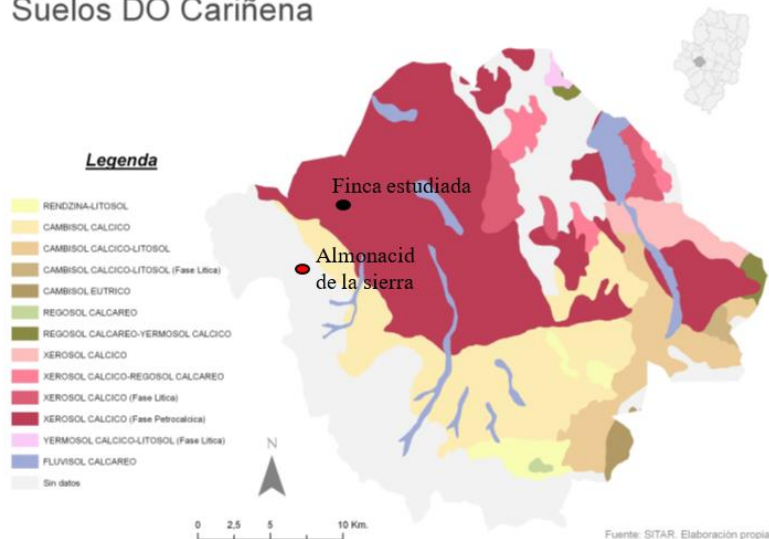 Suelos DO Cariñena
Legenda
RENDZINA-LITOSOL
CAMBISOL CALCICO
CAMBISOL CALCICO-LITOSOL
CAMBISOL CALCICO-LITOSOL (Fase Lítica)
CAMBISOL EUTRICO
REGOSOL CALCAREO
REGOSOL CALCAREO-YERMOSOL CALCICO
XEROSOL CALCICO
XEROSOL CALCICO-REGOSOL CALCAREO
XEROSOL CALCICO (Fase Lítica)
XEROSOL CALCICO (Fase Petrocalcica)
YERMOSOL CALCICO-LITOSOL (Fase Lítica)
FLUVISOL CALCAREO
Sin datos
Finca estudiada
Almonacid
de la sierra
N
0 2,5 5 10 Km.
Fuente: SITAR. Elaboración propia